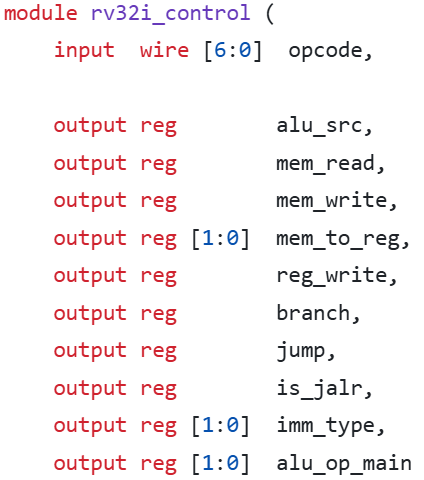 module rv32i_control (
    input  wire [6:0]  opcode,

    output reg        alu_src,
    output reg        mem_read,
    output reg        mem_write,
    output reg [1:0]  mem_to_reg,
    output reg        reg_write,
    output reg        branch,
    output reg        jump,
    output reg        is_jalr,
    output reg [1:0]  imm_type,
    output reg [1:0]  alu_op_main